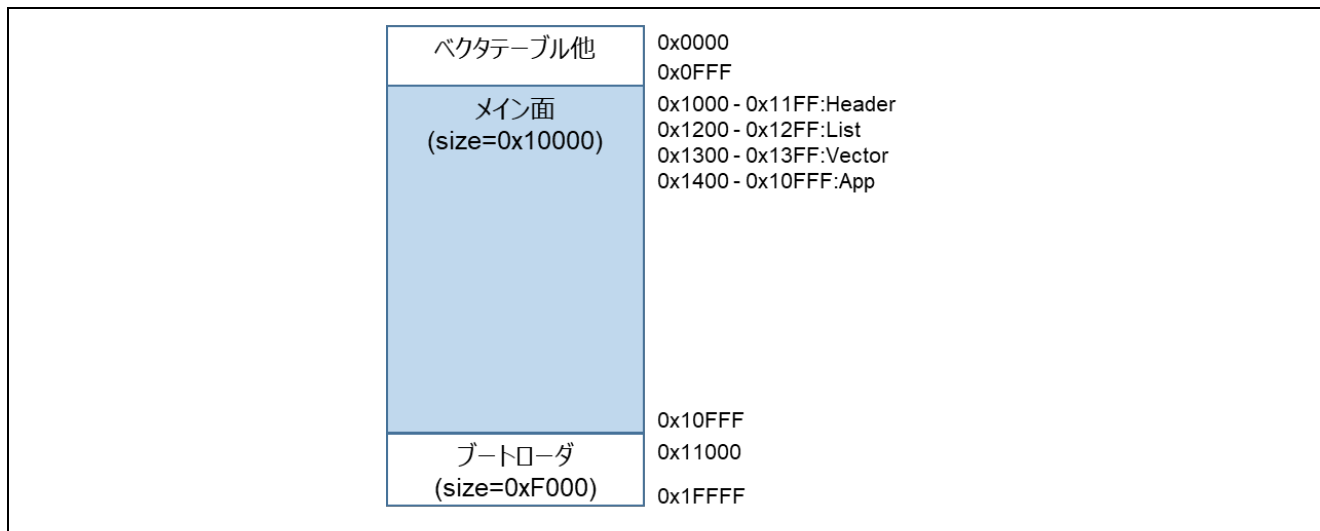 ベクタテーブル他
0x0000
0x0FFF
メイン面
(size=0x10000)
0x1000 - 0x11FF:Header
0x1200 - 0x12FF:List
0x1300 - 0x13FF:Vector
0x1400 - 0x10FFF:App
0x10FFF
ブートローダ
(size=0xF000)
0x11000
0x1FFFF